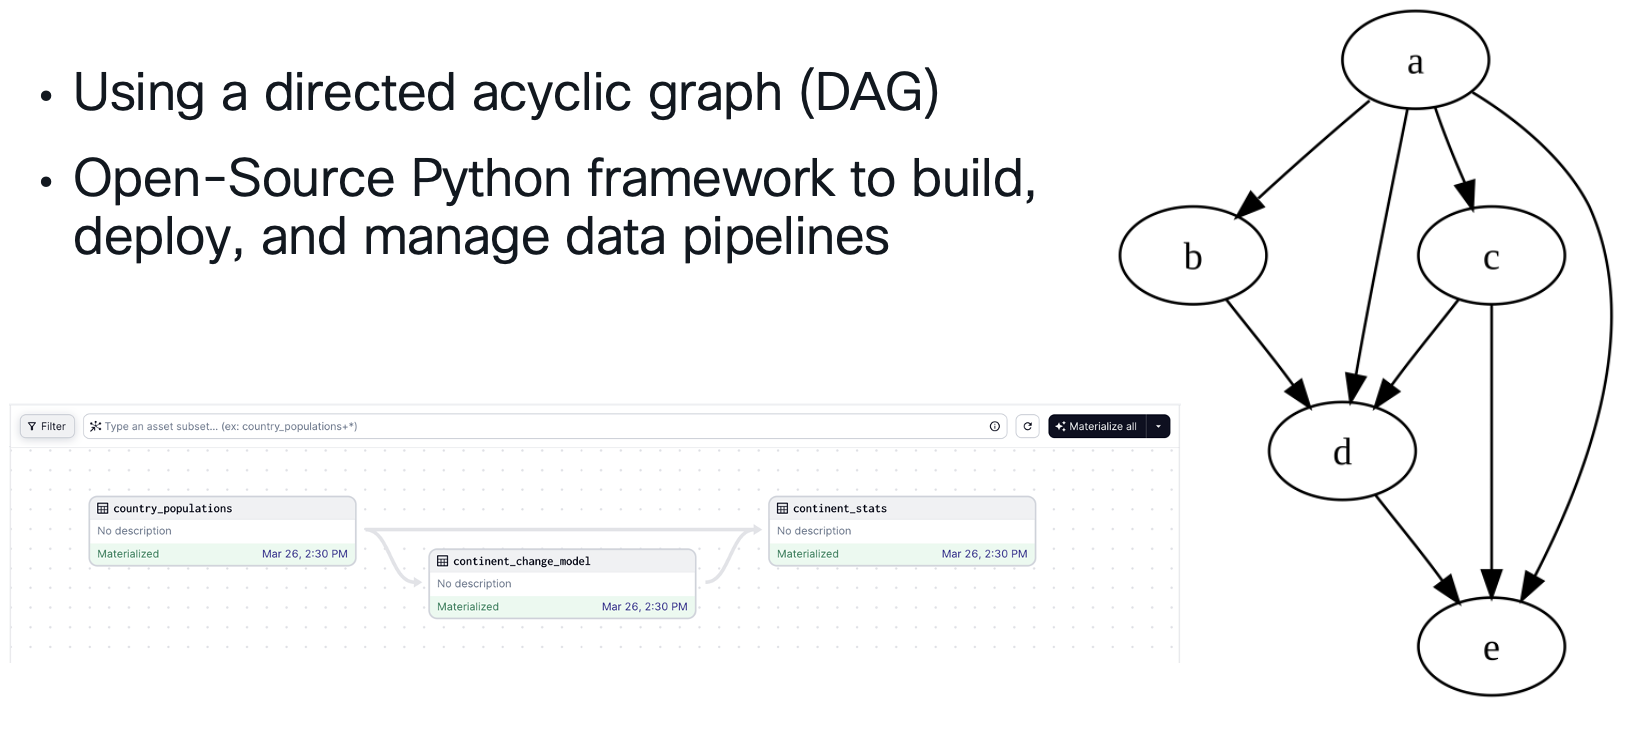 • Using a directed acyclic graph (DAG)
• Open-Source Python framework to build,
deploy, and manage data pipelines
Filter
Type an asset subset... (ex: country_populations+*)
Materialize all
country_populations
No description
Materialized Mar 26, 2:30 PM
continent_change_model
No description
Materialized Mar 26, 2:30 PM
continent_stats
No description
Materialized Mar 26, 2:30 PM
a
b
c
d
e